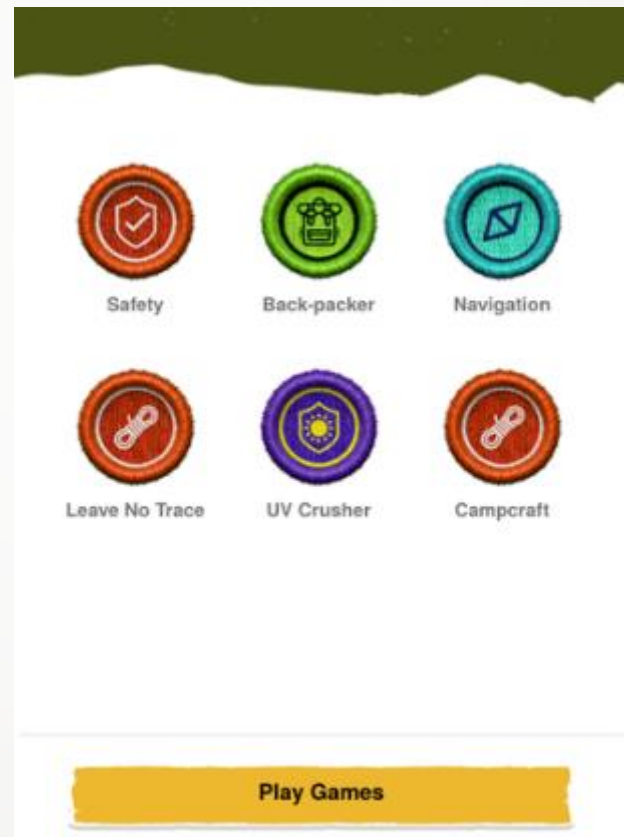 Safety
Back-packer
Navigation
Leave No Trace
UV Crusher
Campcraft
Play Games